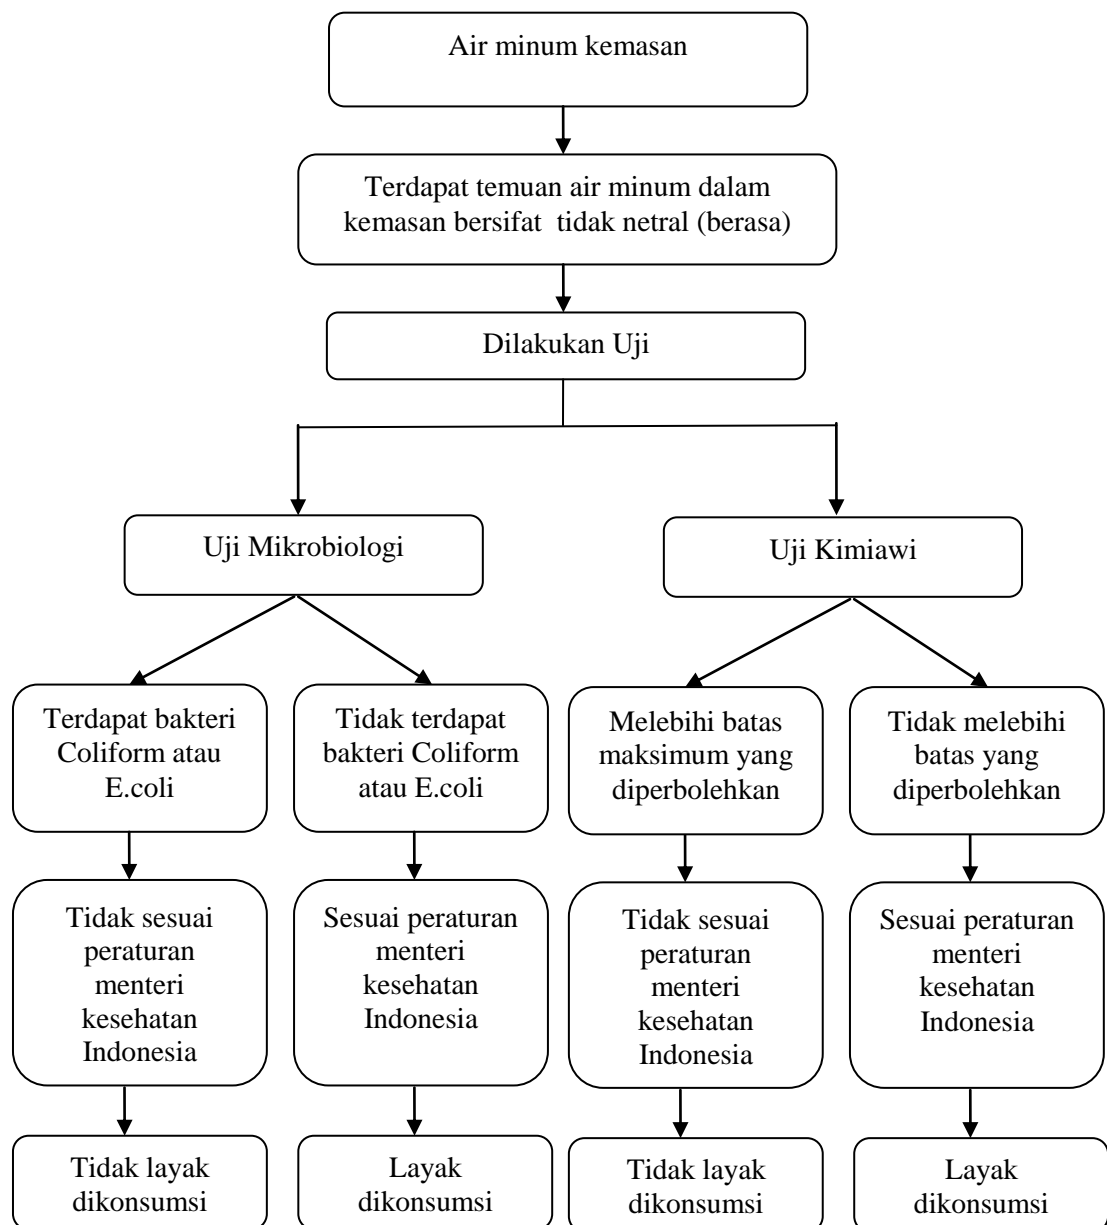 Air minum kemasan
Terdapat temuan air minum dalam
kemasan bersifat tidak netral (berasa)
Dilakukan Uji
Uji Mikrobiologi
Uji Kimiawi
Terdapat bakteri
Coliform atau
E.coli
Tidak terdapat
bakteri Coliform
atau E.coli
Melebihi batas
maksimum yang
diperbolehkan
Tidak melebihi
batas yang
diperbolehkan
Tidak sesuai
peraturan
menteri
kesehatan
Indonesia
Sesuai peraturan
menteri
kesehatan
Indonesia
Tidak sesuai
peraturan
menteri
kesehatan
Indonesia
Sesuai peraturan
menteri
kesehatan
Indonesia
Tidak layak
dikonsumsi
Layak
dikonsumsi
Tidak layak
dikonsumsi
Layak
dikonsumsi